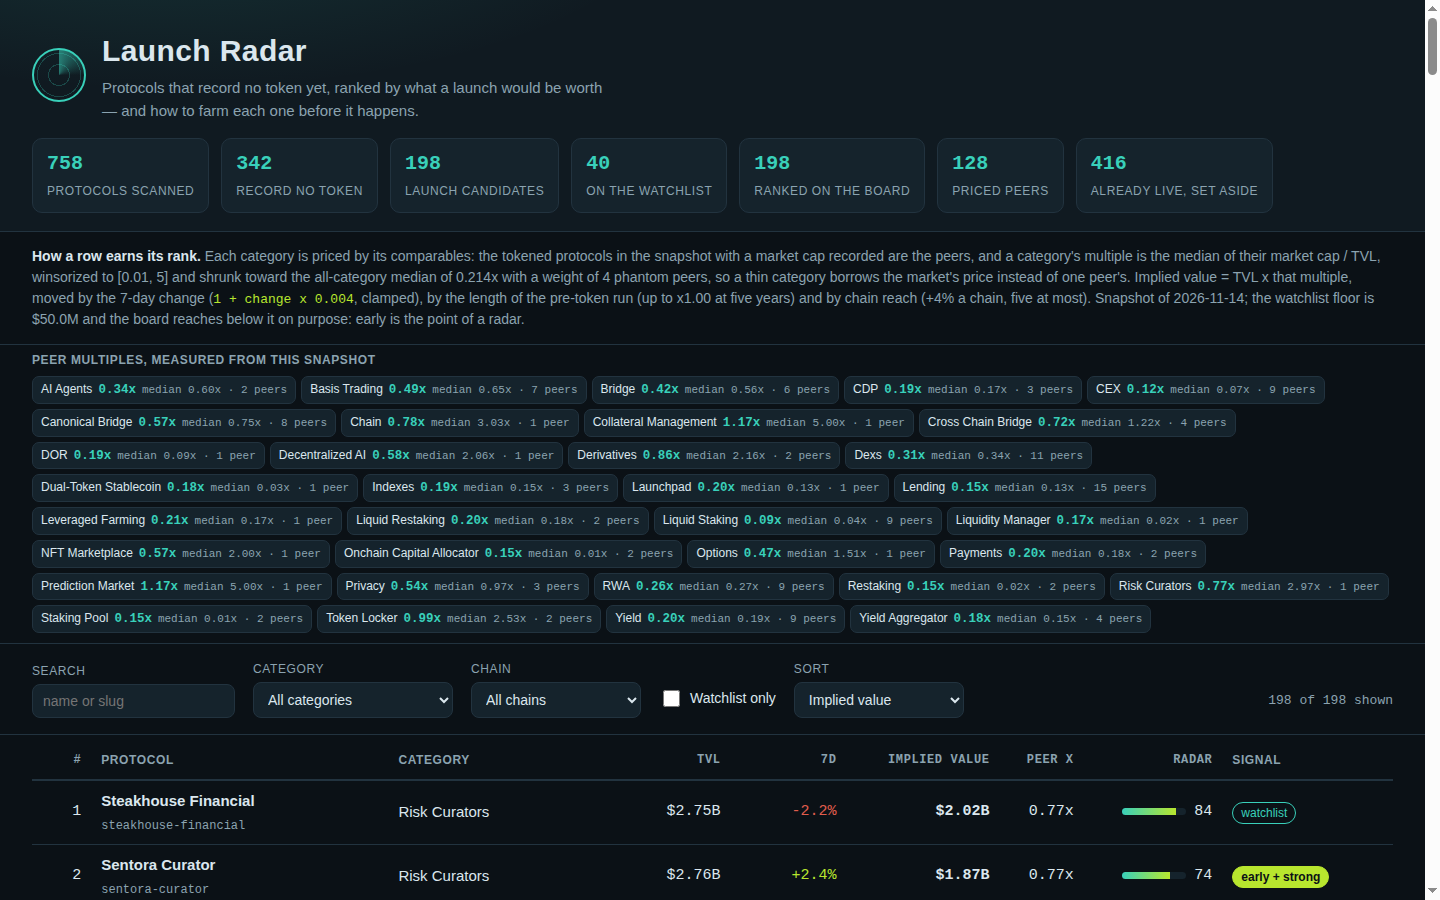 Launch Radar
Protocols that record no token yet, ranked by what a launch would be worth
— and how to farm each one before it happens.
758 342 198 40 198 128 416
PROTOCOLS SCANNED RECORD NO TOKEN LAUNCH CANDIDATES ON THE WATCHLIST RANKED ON THE BOARD PRICED PEERS ALREADY LIVE, SET ASIDE
How a row earns its rank. Each category is priced by its comparables: the tokened protocols in the snapshot with a market cap recorded are the peers, and a category's multiple is the median of their market cap / TVL,
winsorized to [0.01, 5] and shrunk toward the all-category median of 0.214x with a weight of 4 phantom peers, so a thin category borrows the market's price instead of one peer's. Implied value = TVL x that multiple,
moved by the 7-day change (1 + change x 0.004, clamped), by the length of the pre-token run (up to x1.00 at five years) and by chain reach (+4% a chain, five at most). Snapshot of 2026-11-14; the watchlist floor is
$50.0M and the board reaches below it on purpose: early is the point of a radar.
PEER MULTIPLES, MEASURED FROM THIS SNAPSHOT
AI Agents 0.34x median 0.60x · 2 peers Basis Trading 0.49x median 0.65x · 7 peers Bridge 0.42x median 0.56x · 6 peers CDP 0.19x median 0.17x · 3 peers CEX 0.12x median 0.07x · 9 peers
Canonical Bridge 0.57x median 0.75x · 8 peers Chain 0.78x median 3.03x · 1 peer Collateral Management 1.17x median 5.00x · 1 peer Cross Chain Bridge 0.72x median 1.22x · 4 peers
DOR 0.19x median 0.09x · 1 peer Decentralized AI 0.58x median 2.06x · 1 peer Derivatives 0.86x median 2.16x · 2 peers Dexs 0.31x median 0.34x · 11 peers
Dual-Token Stablecoin 0.18x median 0.03x · 1 peer Indexes 0.19x median 0.15x · 3 peers Launchpad 0.20x median 0.13x · 1 peer Lending 0.15x median 0.13x · 15 peers
Leveraged Farming 0.21x median 0.17x · 1 peer Liquid Restaking 0.20x median 0.18x · 2 peers Liquid Staking 0.09x median 0.04x · 9 peers Liquidity Manager 0.17x median 0.02x · 1 peer
NFT Marketplace 0.57x median 2.00x · 1 peer Onchain Capital Allocator 0.15x median 0.01x · 2 peers Options 0.47x median 1.51x · 1 peer Payments 0.20x median 0.18x · 2 peers
Prediction Market 1.17x median 5.00x · 1 peer Privacy 0.54x median 0.97x · 3 peers RWA 0.26x median 0.27x · 9 peers Restaking 0.15x median 0.02x · 2 peers Risk Curators 0.77x median 2.97x · 1 peer
Staking Pool 0.15x median 0.01x · 2 peers Token Locker 0.99x median 2.53x · 2 peers Yield 0.20x median 0.19x · 9 peers Yield Aggregator 0.18x median 0.15x · 4 peers
SEARCH CATEGORY CHAIN SORT
name or slug All categories All chains Watchlist only Implied value 198 of 198 shown
# PROTOCOL CATEGORY TVL 7D IMPLIED VALUE PEER X RADAR SIGNAL
1 Steakhouse Financial Risk Curators $2.75B -2.2% $2.02B 0.77x 84 watchlist
steakhouse-financial
2 Sentora Curator Risk Curators $2.76B +2.4% $1.87B 0.77x 74 early + strong
sentora-curator